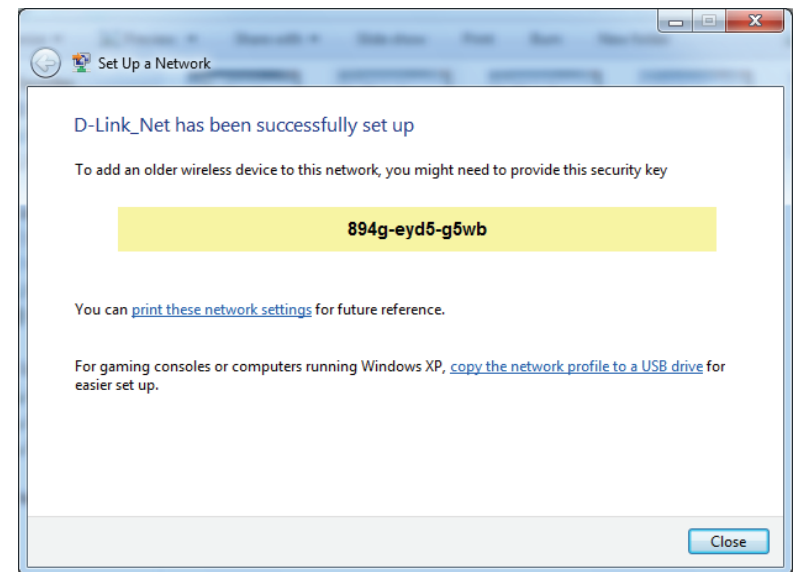 Set Up a Network
D-Link_Net has been successfully set up
To add an older wireless device to this network, you might need to provide this security key
894g-eyd5-g5wb
You can print these network settings for future reference.
For gaming consoles or computers running Windows XP, copy the network profile to a USB drive for
easier set up.
Close